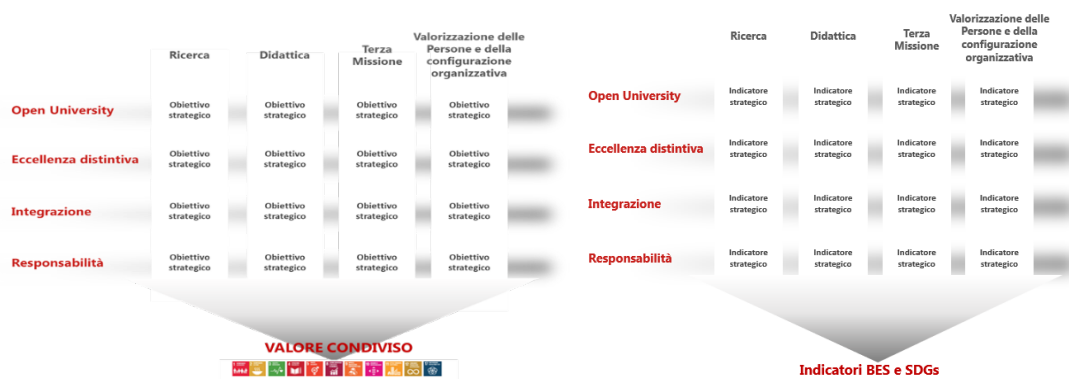 Ricerca
Didattica
Terza
Missione
Valorizzazione delle
Persone e della
configurazione
organizzativa
Open University
Obiettivo
strategico
Obiettivo
strategico
Obiettivo
strategico
Obiettivo
strategico
Eccellenza distintiva
Obiettivo
strategico
Obiettivo
strategico
Obiettivo
strategico
Obiettivo
strategico
Integrazione
Obiettivo
strategico
Obiettivo
strategico
Obiettivo
strategico
Obiettivo
strategico
Responsabilità
Obiettivo
strategico
Obiettivo
strategico
Obiettivo
strategico
Obiettivo
strategico
VALORE CONDIVISO
Ricerca
Didattica
Terza
Missione
Valorizzazione delle
Persone e della
configurazione
organizzativa
Open University
Indicatore
strategico
Indicatore
strategico
Indicatore
strategico
Indicatore
strategico
Eccellenza distintiva
Indicatore
strategico
Indicatore
strategico
Indicatore
strategico
Indicatore
strategico
Integrazione
Indicatore
strategico
Indicatore
strategico
Indicatore
strategico
Indicatore
strategico
Responsabilità
Indicatore
strategico
Indicatore
strategico
Indicatore
strategico
Indicatore
strategico
Indicatori BES e SDGs